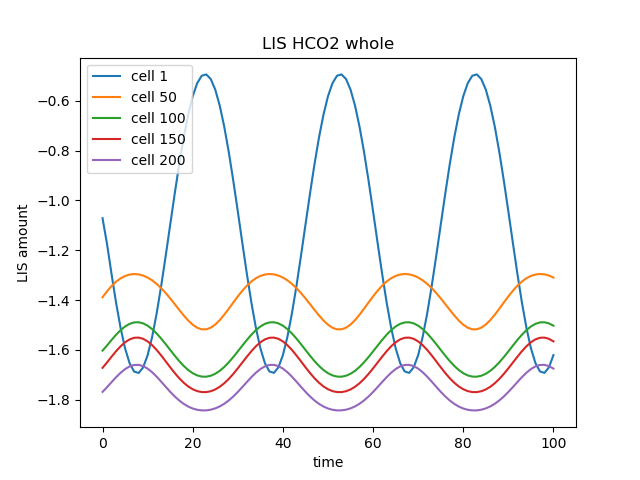 LIS HCO2 whole
cell 1
cell 50
cell 100
cell 150
cell 200
−0.6
−0.8
−1.0
−1.2
−1.4
−1.6
−1.8
LIS amount
0 20 40 60 80 100
time